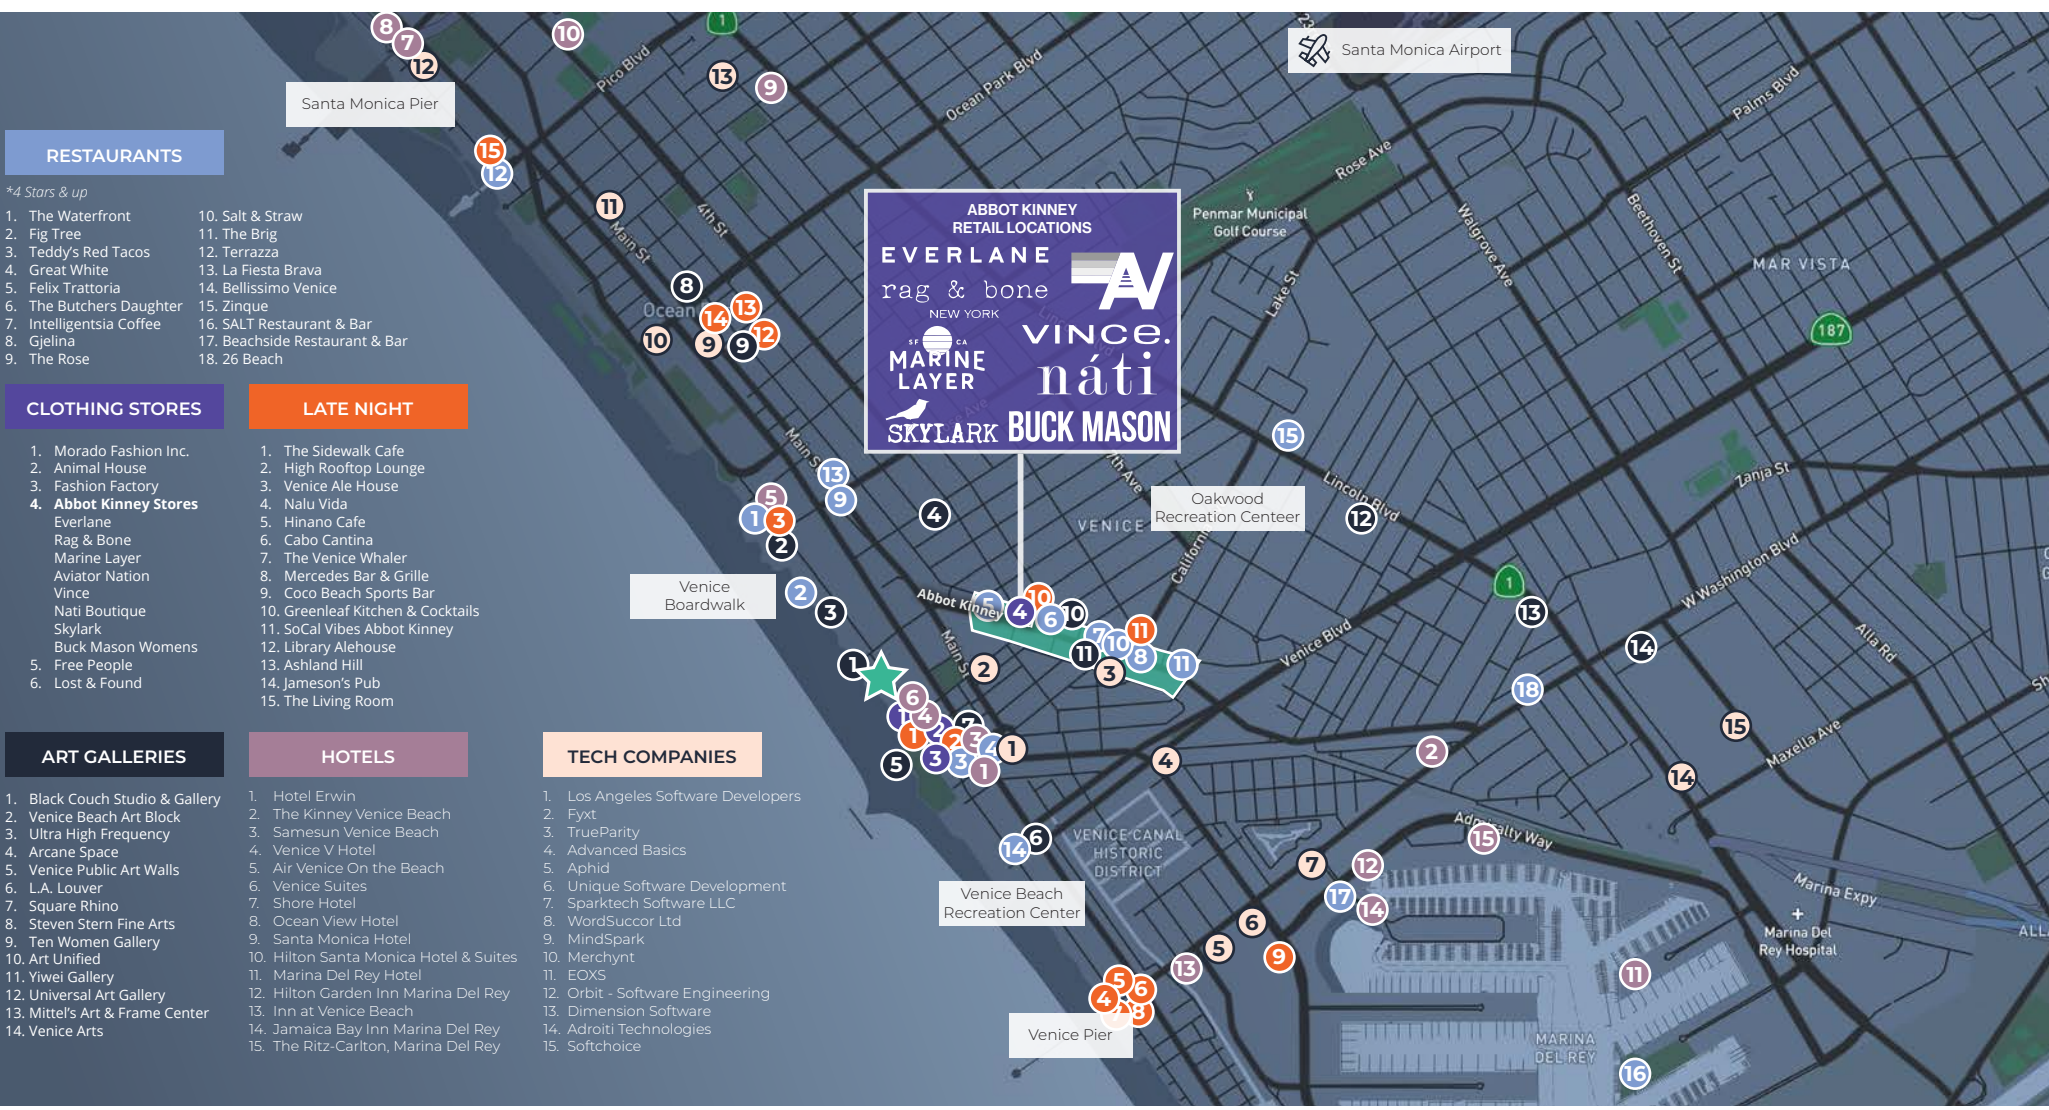 Santa Monica Pier
Pico Blvd
Ocean Park Blvd
Santa Monica Airport
Palms Blvd
RESTAURANTS
*4 Stars & up
1. The Waterfront
2. Fig Tree
3. Teddy's Red Tacos
4. Great White
5. Felix Trattoria
6. The Butchers Daughter
7. Intelligentsia Coffee
8. Gjelina
9. The Rose
10. Salt & Straw
11. The Brig
12. Terrazza
13. La Fiesta Brava
14. Bellissimo Venice
15. Zinque
16. SALT Restaurant & Bar
17. Beachside Restaurant & Bar
18. 26 Beach
CLOTHING STORES
1. Morado Fashion Inc.
2. Animal House
3. Fashion Factory
4. Abbot Kinney Stores
Everlane
Rag & Bone
Marine Layer
Aviator Nation
Vince
Nati Boutique
Skylark
Buck Mason Womens
5. Free People
6. Lost & Found
LATE NIGHT
1. The Sidewalk Cafe
2. High Rooftop Lounge
3. Venice Ale House
4. Nalu Vida
5. Hinano Cafe
6. Cabo Cantina
7. The Venice Whaler
8. Mercedes Bar & Grille
9. Coco Beach Sports Bar
10. Greenleaf Kitchen & Cocktails
11. SoCal Vibes Abbot Kinney
12. Library Alehouse
13. Ashland Hill
14. Jameson's Pub
15. The Living Room
ART GALLERIES
1. Black Couch Studio & Gallery
2. Venice Beach Art Block
3. Ultra High Frequency
4. Arcane Space
5. Venice Public Art Walls
6. L.A. Louver
7. Square Rhino
8. Steven Stern Fine Arts
9. Ten Women Gallery
10. Art Unified
11. Yiwei Gallery
12. Universal Art Gallery
13. Mittel's Art & Frame Center
14. Venice Arts
HOTELS
1. Hotel Erwin
2. The Kinney Venice Beach
3. Samesun Venice Beach
4. Venice V Hotel
5. Air Venice On the Beach
6. Venice Suites
7. Shore Hotel
8. Ocean View Hotel
9. Santa Monica Hotel
10. Hilton Santa Monica Hotel & Suites
11. Marina Del Rey Hotel
12. Hilton Garden Inn Marina Del Rey
13. Inn at Venice Beach
14. Jamaica Bay Inn Marina Del Rey
15. The Ritz-Carlton, Marina Del Rey
TECH COMPANIES
1. Los Angeles Software Developers
2. Fyxt
3. TrueParity
4. Advanced Basics
5. Aphid
6. Unique Software Development
7. Sparktech Software LLC
8. WordSuccor Ltd
9. MindSpark
10. Merchynt
11. EOXS
12. Orbit - Software Engineering
13. Dimension Software
14. Adroiti Technologies
15. Softchoice
ABBOT KINNEY
RETAIL LOCATIONS
EVERLANE
AV
rag & bone
NEW YORK
VINCE.
SF CA
MARINE
LAYER
náti
SKYLARK
BUCK MASON
4th St
Main St
Ocean
Rose Ave
Penmar Municipal
Golf Course
Walgrove Ave
Beethoven St
MAR VISTA
187
Lake St
Main St
7th Ave
Zanja St
Lincoln Blvd
Oakwood
Recreation Centeer
VENICE
California
W Washington Blvd
Venice
Boardwalk
Abbot Kinney
Main St
Venice Blvd
1
Alla Rd
Maxella Ave
VENICE CANAL
HISTORIC
DISTRICT
Admiralty Way
Venice Beach
Recreation Center
Marina Expy
Marina Del
Rey Hospital
Venice Pier
MARINA
DEL REY